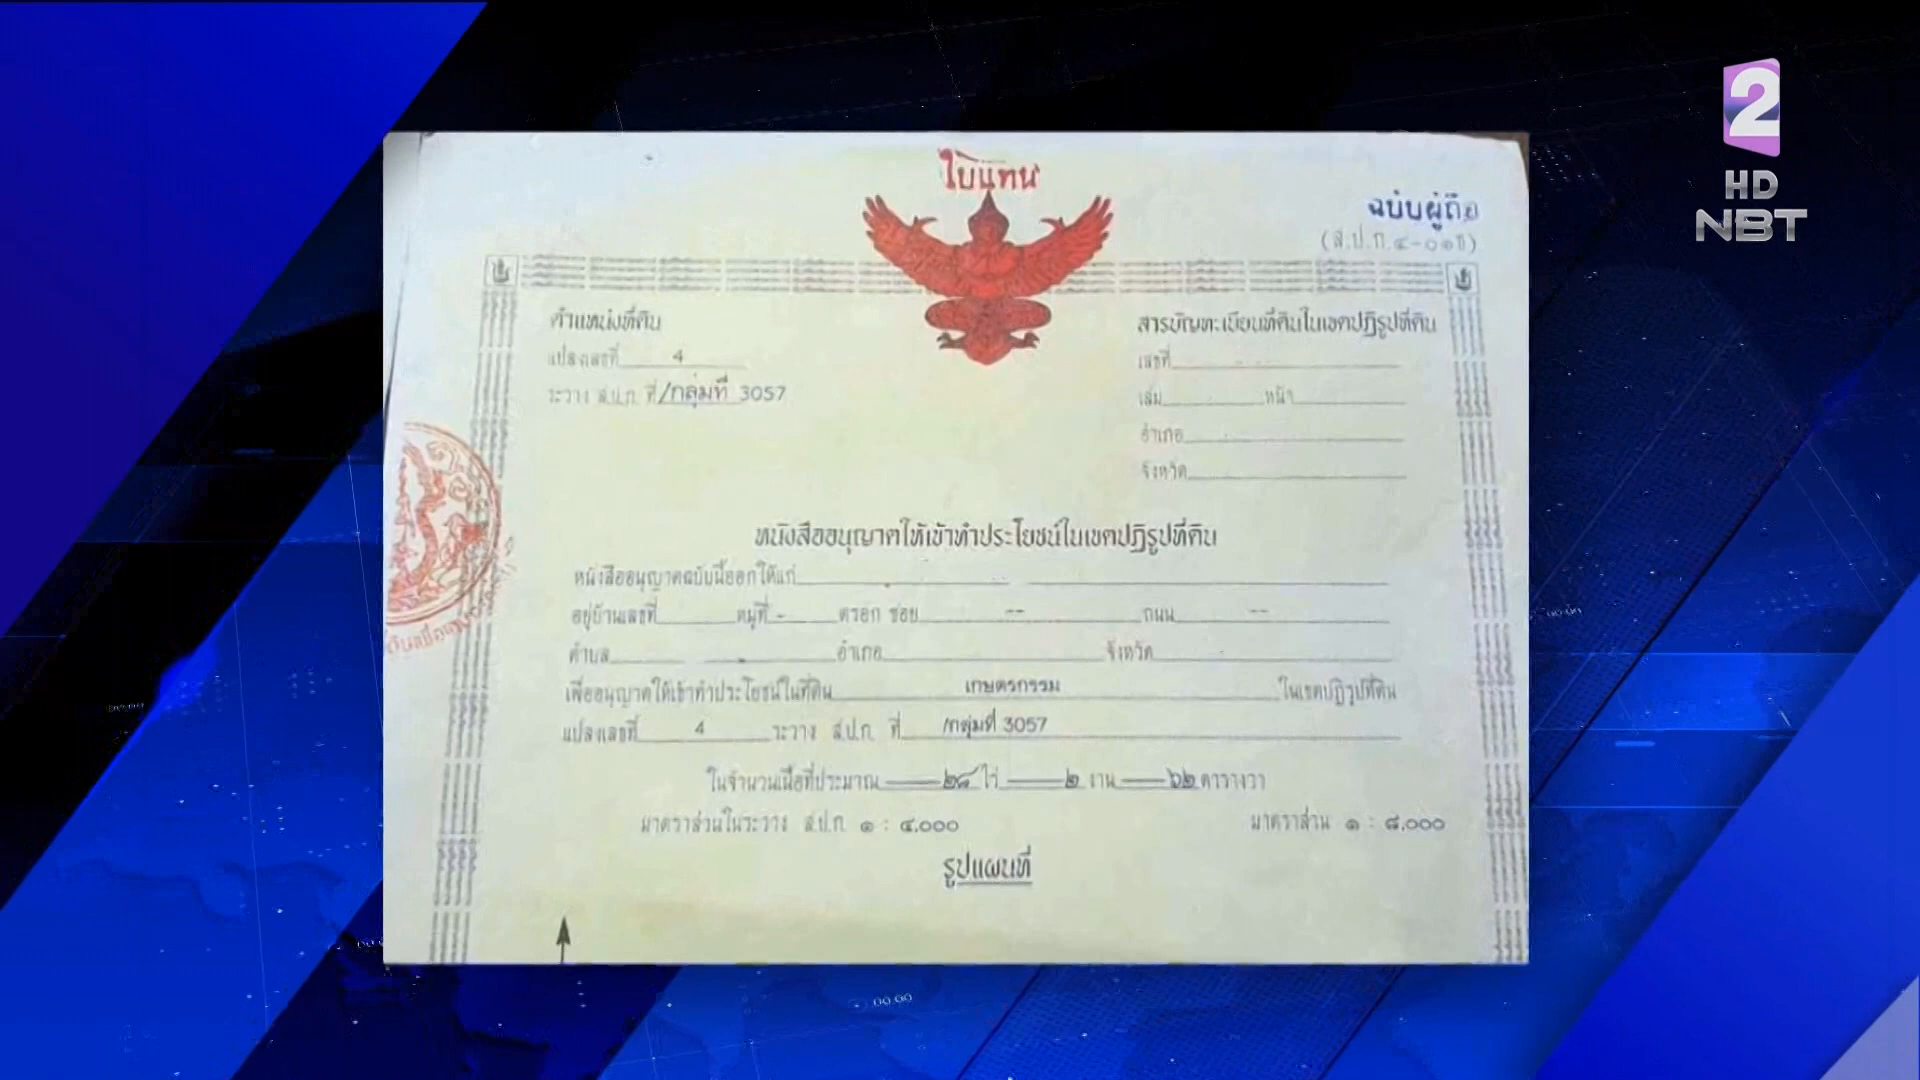 2
HD
NBT
ใบแทน
ฉบับผู้ถือ
(ส.ป.ก.๔-๐๑ข)
ตำแหน่งที่ดิน
แปลงเลขที่ 4
ระวาง ส.ป.ก. ที่/กลุ่มที่ 3057
สารบัญทะเบียนที่ดินในเขตปฏิรูปที่ดิน
เลขที่
เล่ม หน้า
อำเภอ
จังหวัด
หนังสืออนุญาตให้เข้าทำประโยชน์ในเขตปฏิรูปที่ดิน
หนังสืออนุญาตฉบับนี้ออกให้แก่
อยู่บ้านเลขที่ หมู่ที่ - ตรอก ซอย -- ถนน --
ตำบล อำเภอ จังหวัด
เพื่ออนุญาตให้เข้าทำประโยชน์ในที่ดิน เกษตรกรรม ในเขตปฏิรูปที่ดิน
แปลงเลขที่ 4 ระวาง ส.ป.ก. ที่ /กลุ่มที่ 3057
ในจำนวนเนื้อที่ประมาณ ๒๘ ไร่ ๒ งาน ๖๒ ตารางวา
มาตราส่วนในระวาง ส.ป.ก. ๑ : ๔,๐๐๐ มาตราส่วน ๑ : ๘,๐๐๐
รูปแผนที่